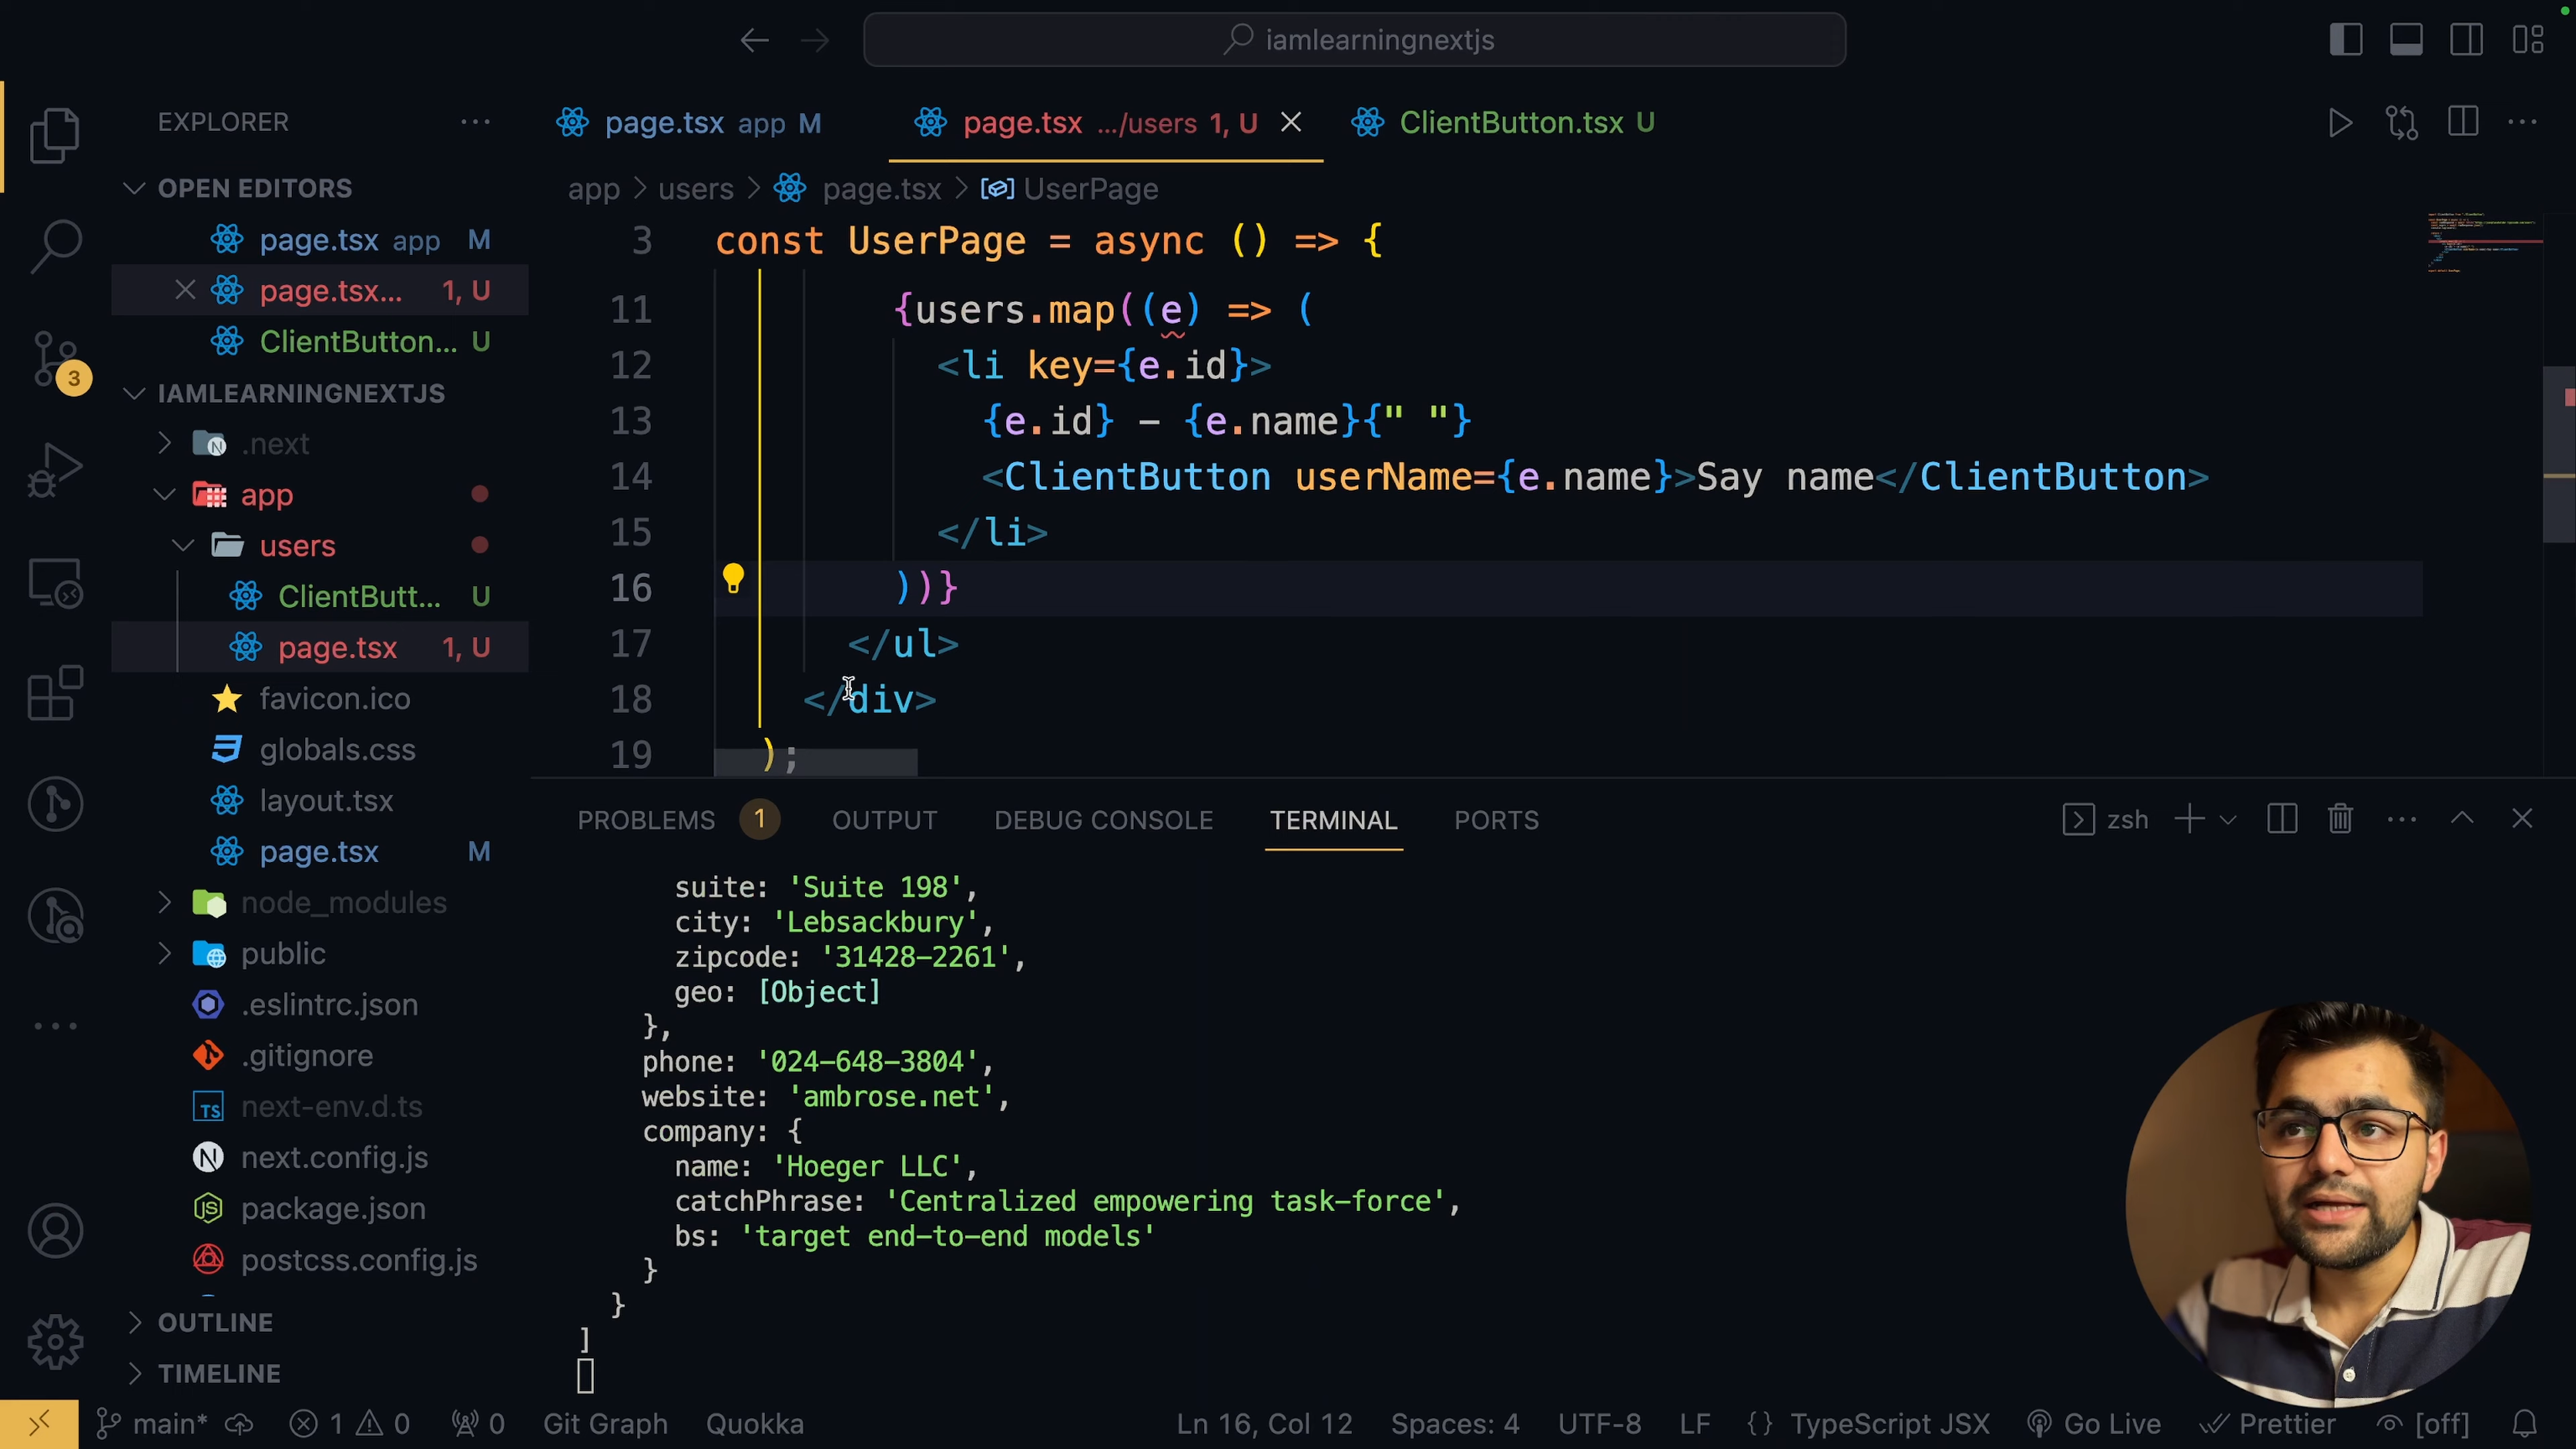 iamlearningnextjs
EXPLORER
page.tsx app M
page.tsx .../users 1, U
ClientButton.tsx U
OPEN EDITORS
app > users > page.tsx > UserPage
page.tsx app M
page.tsx... 1, U
ClientButton... U
IAMLEARNINGNEXTJS
.next
app
users
ClientButt... U
page.tsx 1, U
favicon.ico
globals.css
layout.tsx
page.tsx M
node_modules
public
.eslintrc.json
.gitignore
next-env.d.ts
next.config.js
package.json
postcss.config.js
OUTLINE
TIMELINE
3
3 const UserPage = async () => {
11 {users.map((e) => (
12 <li key={e.id}>
13 {e.id} - {e.name}{" "}
14 <ClientButton userName={e.name}>Say name</ClientButton>
15 </li>
16 ))}
17 </ul>
18 </div>
19 );
PROBLEMS 1 OUTPUT DEBUG CONSOLE TERMINAL PORTS
zsh
suite: 'Suite 198',
city: 'Lebsackbury',
zipcode: '31428-2261',
geo: [Object]
},
phone: '024-648-3804',
website: 'ambrose.net',
company: {
name: 'Hoeger LLC',
catchPhrase: 'Centralized empowering task-force',
bs: 'target end-to-end models'
}
}
]
main* 1 0 0 Git Graph Quokka Ln 16, Col 12 Spaces: 4 UTF-8 LF {} TypeScript JSX Go Live Prettier [off]